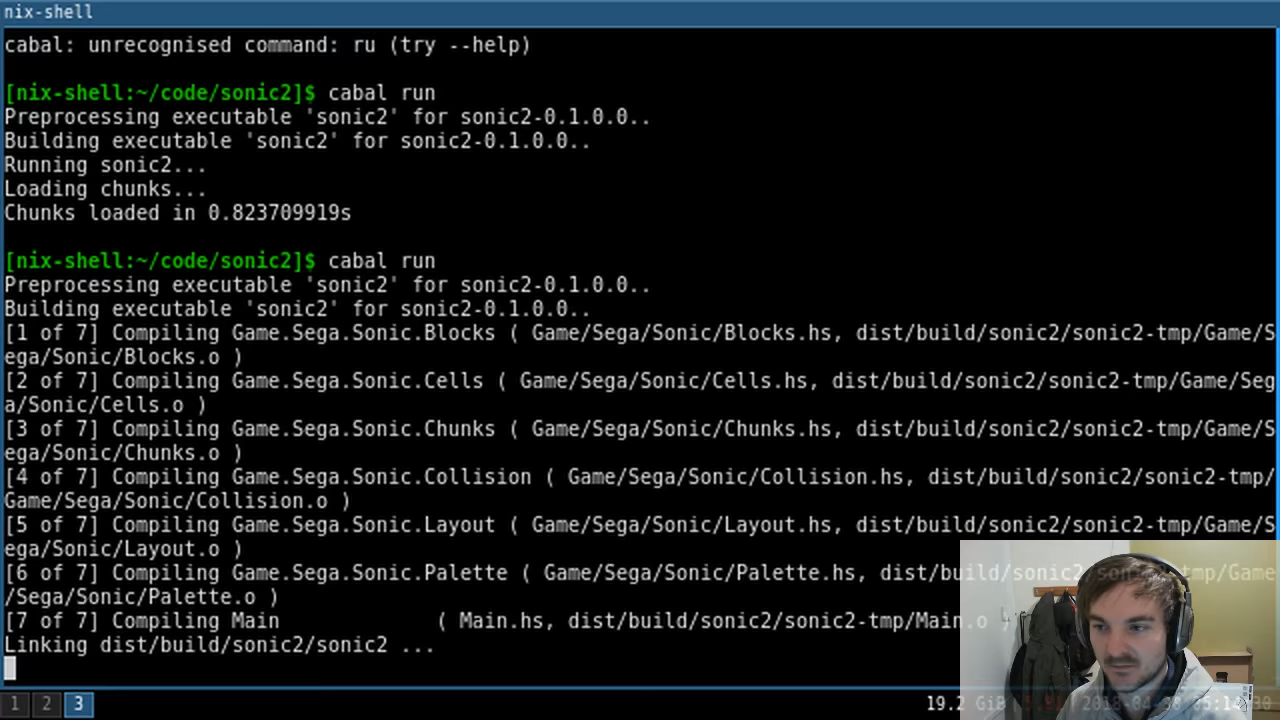 nix-shell
cabal: unrecognised command: ru (try --help)
[nix-shell:~/code/sonic2]$ cabal run
Preprocessing executable 'sonic2' for sonic2-0.1.0.0..
Building executable 'sonic2' for sonic2-0.1.0.0..
Running sonic2...
Loading chunks...
Chunks loaded in 0.823709919s
[nix-shell:~/code/sonic2]$ cabal run
Preprocessing executable 'sonic2' for sonic2-0.1.0.0..
Building executable 'sonic2' for sonic2-0.1.0.0..
[1 of 7] Compiling Game.Sega.Sonic.Blocks ( Game/Sega/Sonic/Blocks.hs, dist/build/sonic2/sonic2-tmp/Game/S
ega/Sonic/Blocks.o )
[2 of 7] Compiling Game.Sega.Sonic.Cells ( Game/Sega/Sonic/Cells.hs, dist/build/sonic2/sonic2-tmp/Game/Seg
a/Sonic/Cells.o )
[3 of 7] Compiling Game.Sega.Sonic.Chunks ( Game/Sega/Sonic/Chunks.hs, dist/build/sonic2/sonic2-tmp/Game/S
ega/Sonic/Chunks.o )
[4 of 7] Compiling Game.Sega.Sonic.Collision ( Game/Sega/Sonic/Collision.hs, dist/build/sonic2/sonic2-tmp/
Game/Sega/Sonic/Collision.o )
[5 of 7] Compiling Game.Sega.Sonic.Layout ( Game/Sega/Sonic/Layout.hs, dist/build/sonic2/sonic2-tmp/Game/S
ega/Sonic/Layout.o )
[6 of 7] Compiling Game.Sega.Sonic.Palette ( Game/Sega/Sonic/Palette.hs, dist/build/sonic2/sonic2-tmp/Game
/Sega/Sonic/Palette.o )
[7 of 7] Compiling Main ( Main.hs, dist/build/sonic2/sonic2-tmp/Main.o )
Linking dist/build/sonic2/sonic2 ...
1 2 3 19.2 GiB